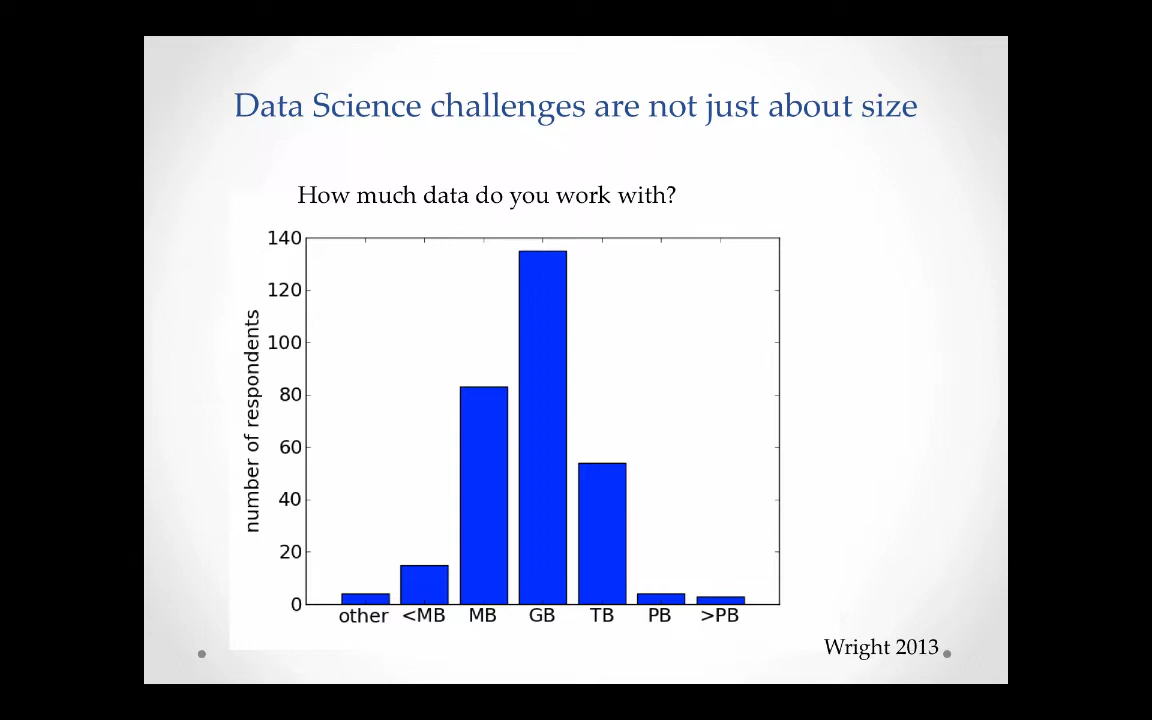 Data Science challenges are not just about size
How much data do you work with?
number of respondents
140
120
100
80
60
40
20
0
other <MB MB GB TB PB >PB
Wright 2013